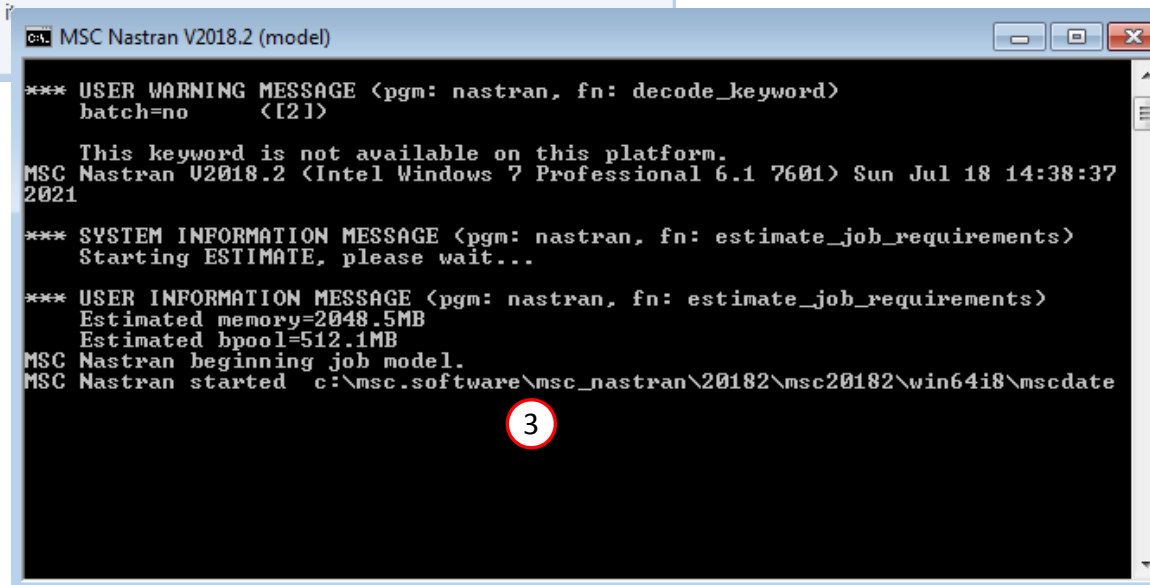 MSC Nastran V2018.2 (model)
*** USER WARNING MESSAGE (pgm: nastran, fn: decode_keyword)
batch=no ([2])
This keyword is not available on this platform.
MSC Nastran V2018.2 (Intel Windows 7 Professional 6.1 7601) Sun Jul 18 14:38:37
2021
*** SYSTEM INFORMATION MESSAGE (pgm: nastran, fn: estimate_job_requirements)
Starting ESTIMATE, please wait...
*** USER INFORMATION MESSAGE (pgm: nastran, fn: estimate_job_requirements)
Estimated memory=2048.5MB
Estimated bpool=512.1MB
MSC Nastran beginning job model.
MSC Nastran started c:\msc.software\msc_nastran\20182\msc20182\win64i8\mscdate
3